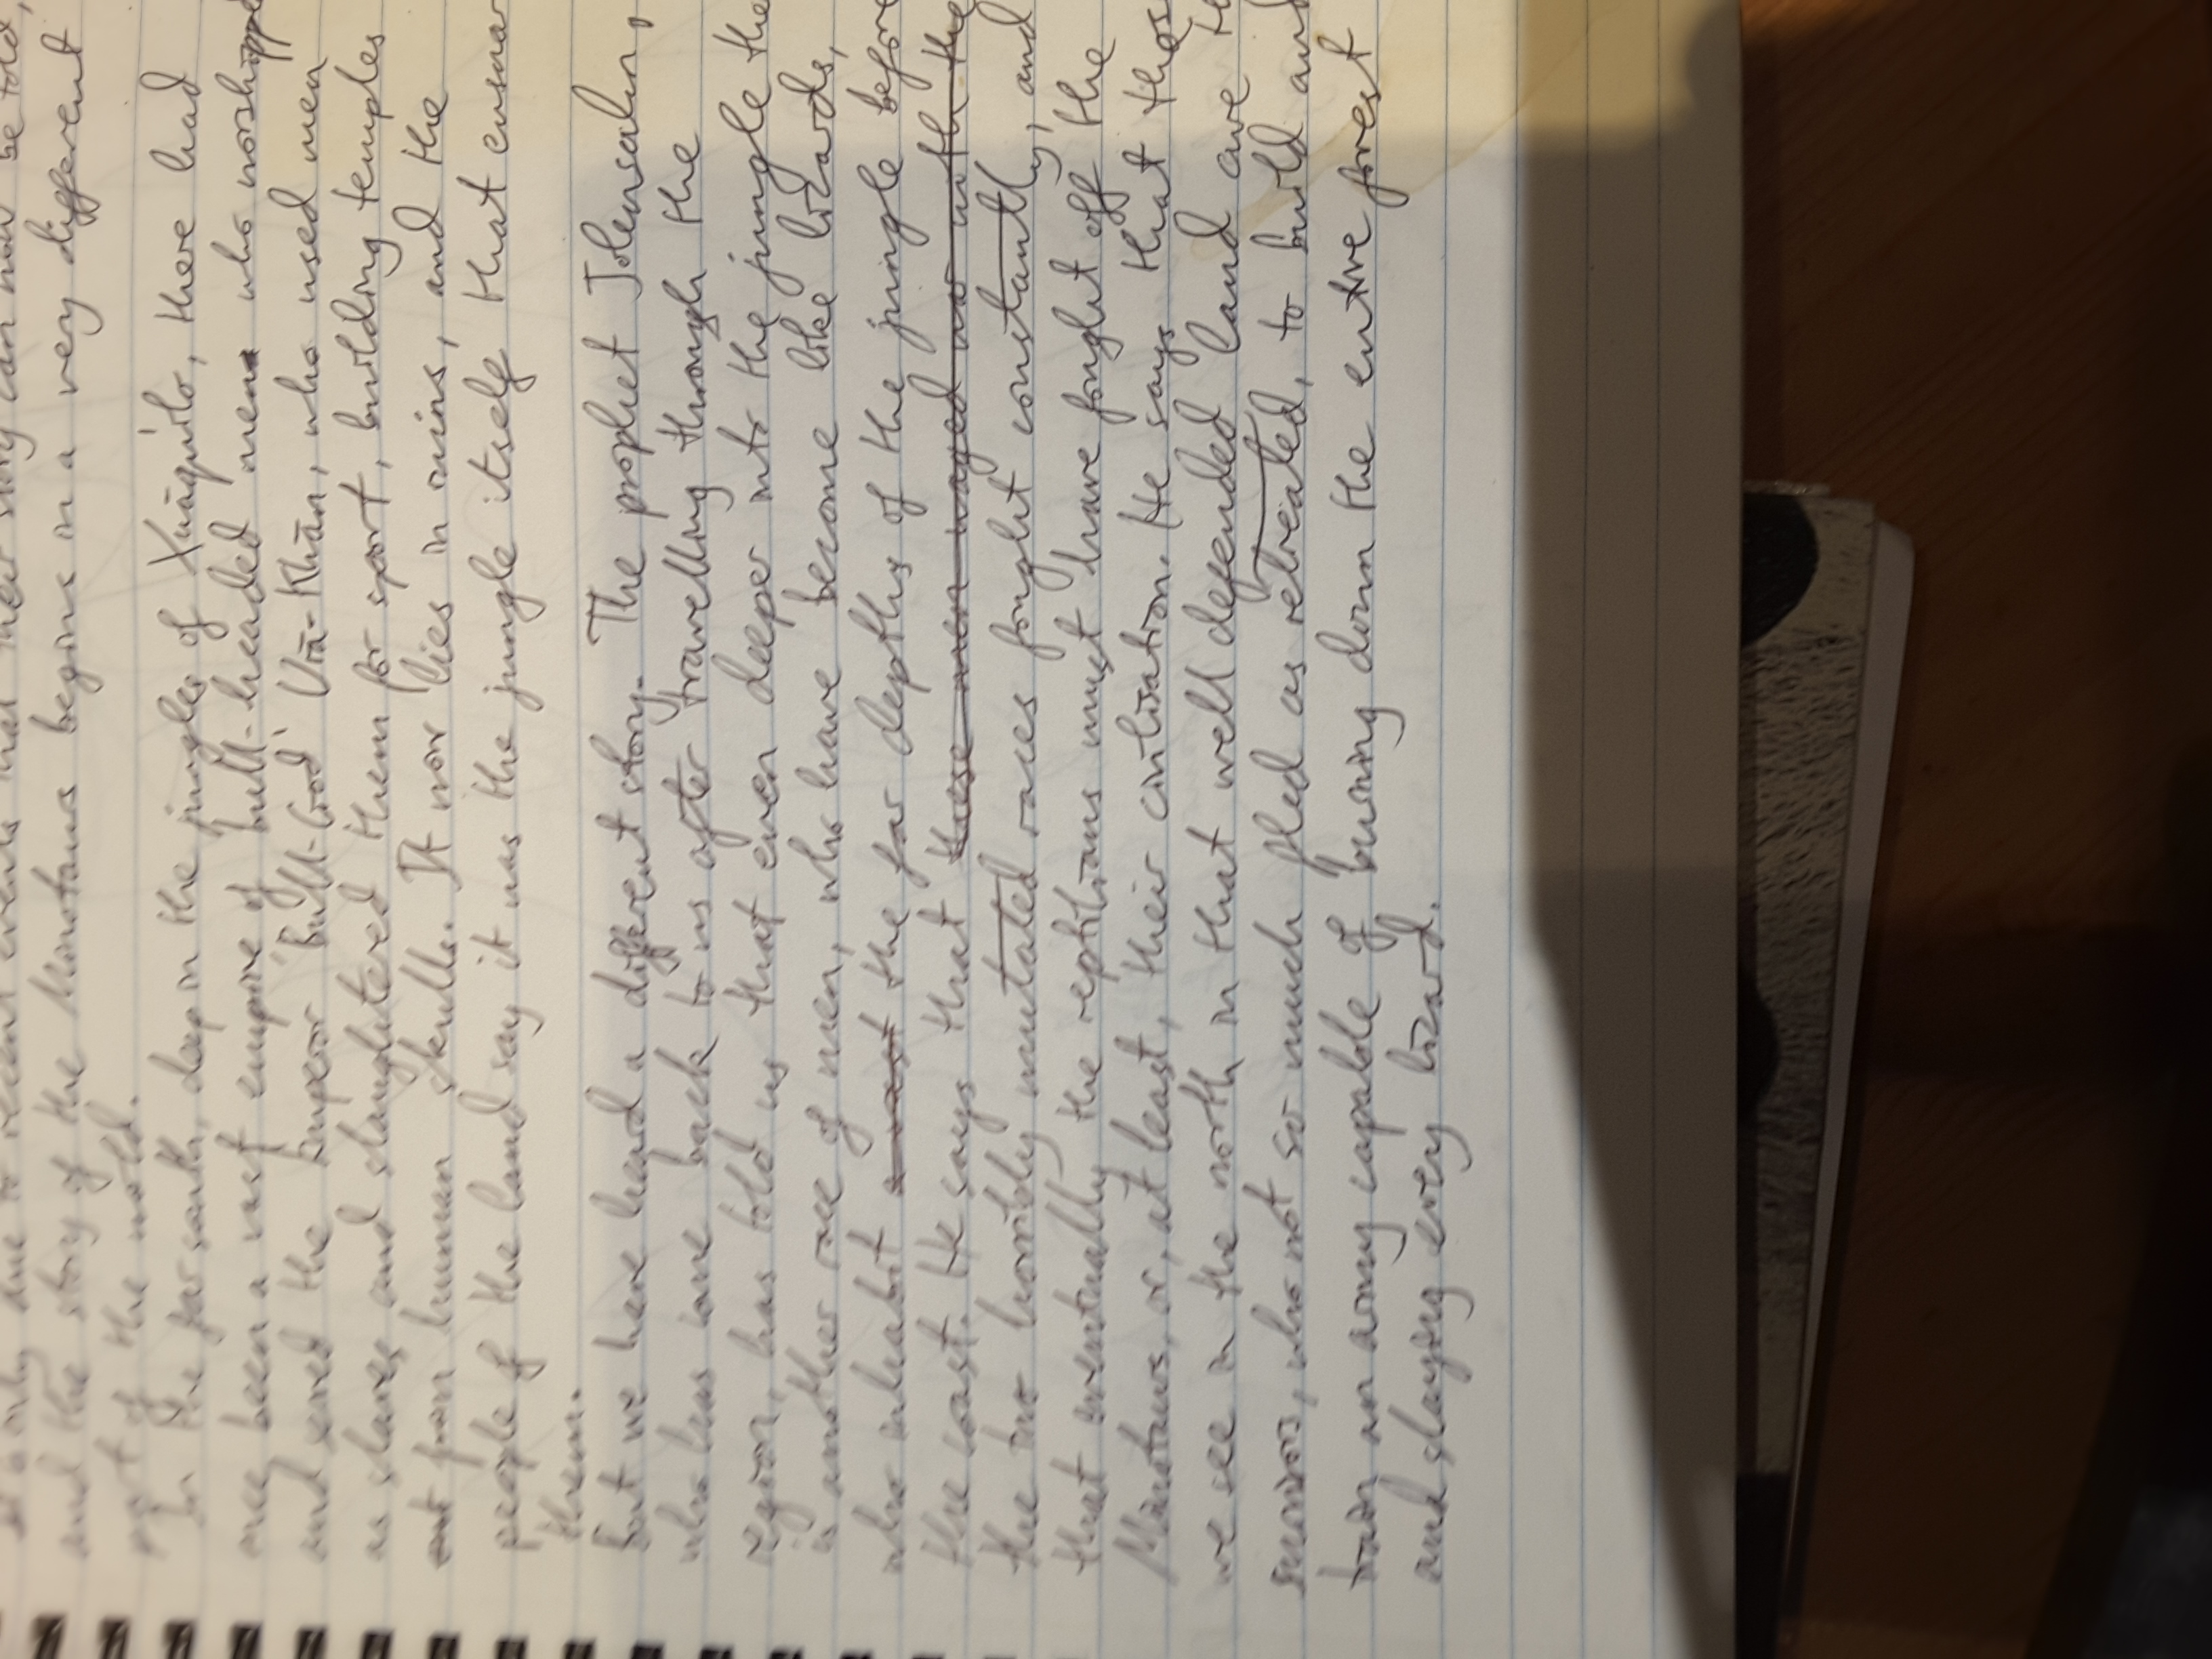 is only due to recent events that their story can now be told,
and the story of the Minotaurs begins in a very different
part of the world.
In the far south, deep in the jungles of Xuāquílo, there had
once been a vast empire of bull-headed men who worshipped
and served the Emperor 'Bull-God' Uiā-Khān, who used men
as slaves and slaughtered them for sport, building temples
out from human skulls. It now lies in ruins, and the
people of the land say it was the jungle itself that ensnar
them.
But we have heard a different story. The prophet Jolensahn,
who has come back to us after travelling through the
region, has told us that even deeper into the jungle the
is another race of men, who have become like lizards,
who inhabit a vast the far depths of the jungle before
the coast. He says that these men waged war with the
the two horribly mutated races fought constantly, and
that eventually the reptilians must have fought off the
Minotaurs, or, at least, their civilisation. He says that thos
we see in the north in that well defended land are
survivors, who not so much fled as retreated, to build and
train an army capable of burning down the entire forest
and slaying every lizard.